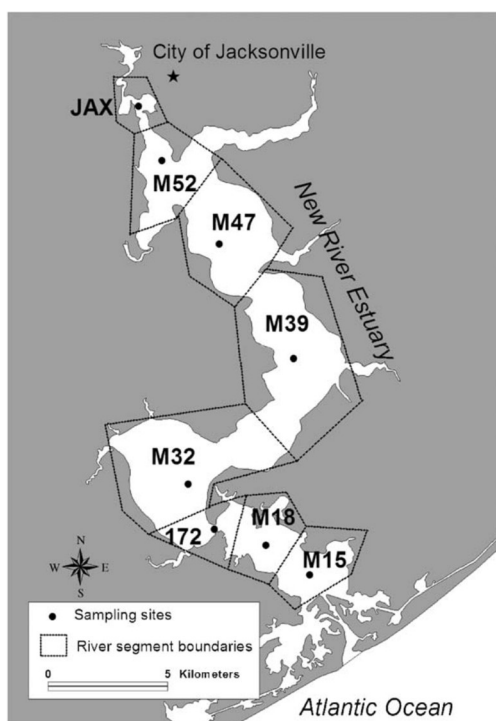 City of Jacksonville
JAX
M52
M47
New River Estuary
M39
M32
M18
172
M15
N
W E
S
Sampling sites
River segment boundaries
0 5 Kilometers
Atlantic Ocean